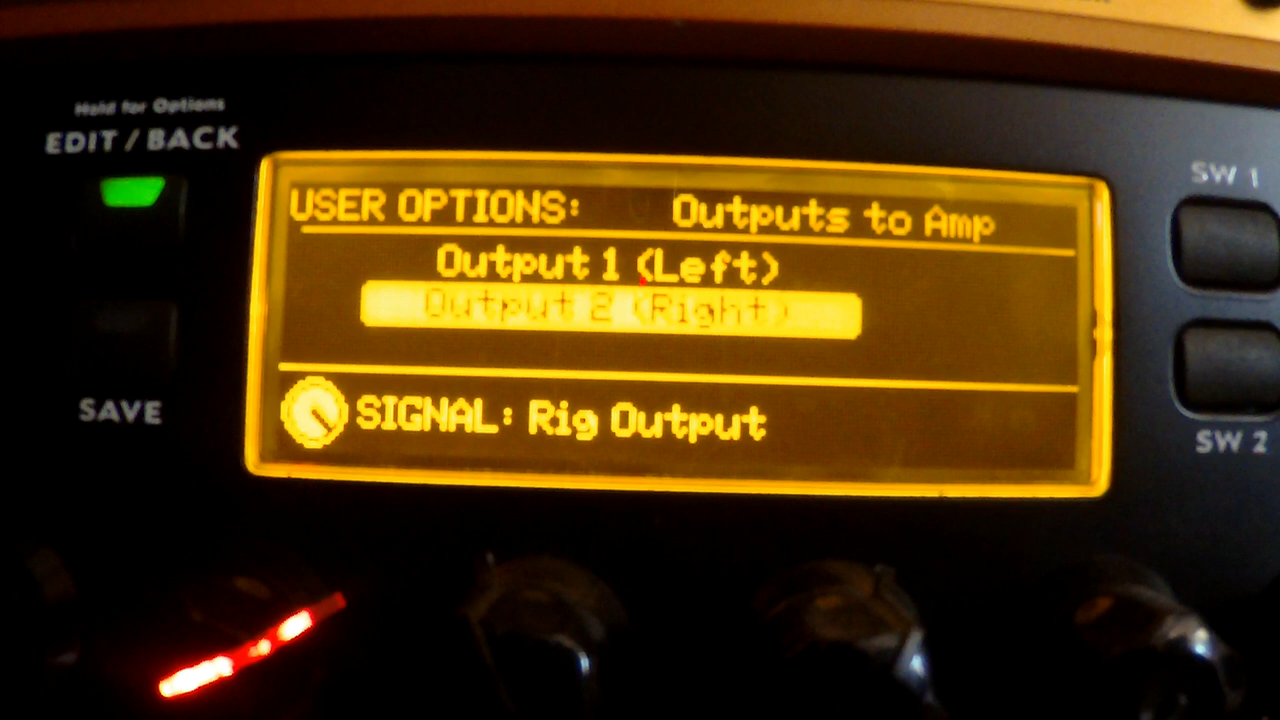 Hold for Options
EDIT / BACK
USER OPTIONS: Outputs to Amp
Output 1 (Left)
Output 2 (Right)
SIGNAL: Rig Output
SAVE
SW 1
SW 2